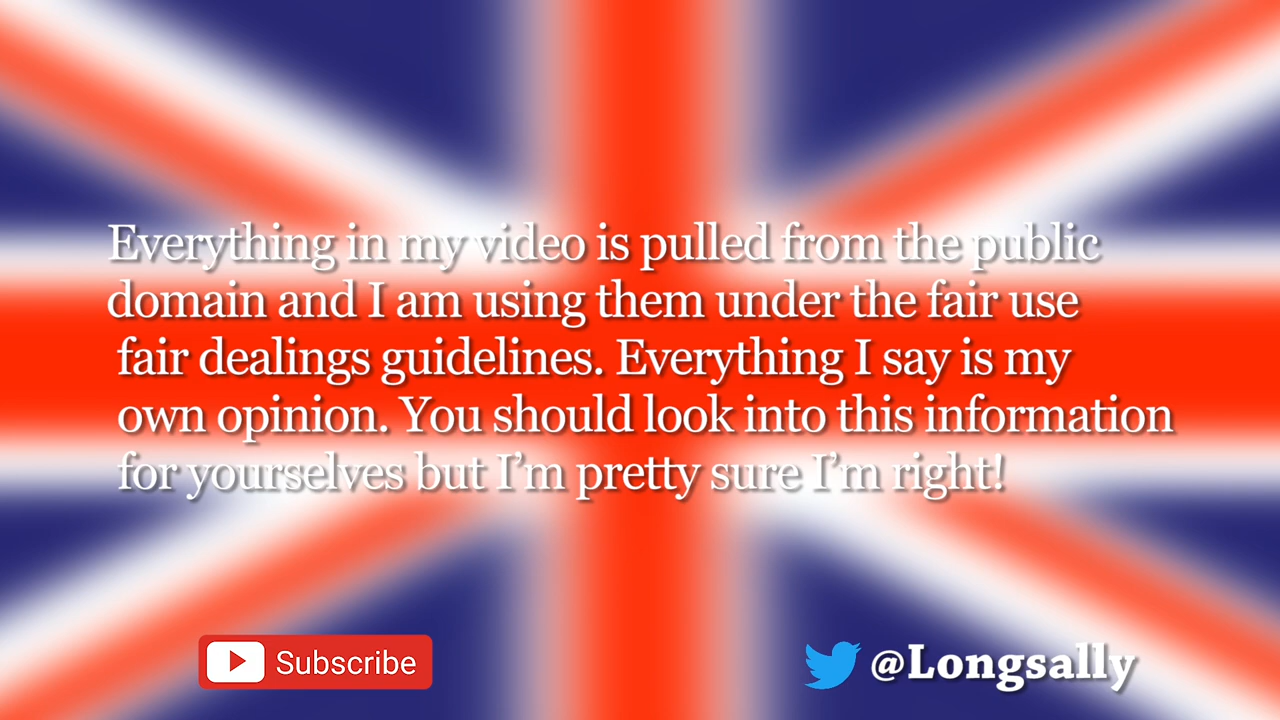 Everything in my video is pulled from the public
domain and I am using them under the fair use
fair dealings guidelines. Everything I say is my
own opinion. You should look into this information
for yourselves but I’m pretty sure I’m right!
Subscribe
@Longsally